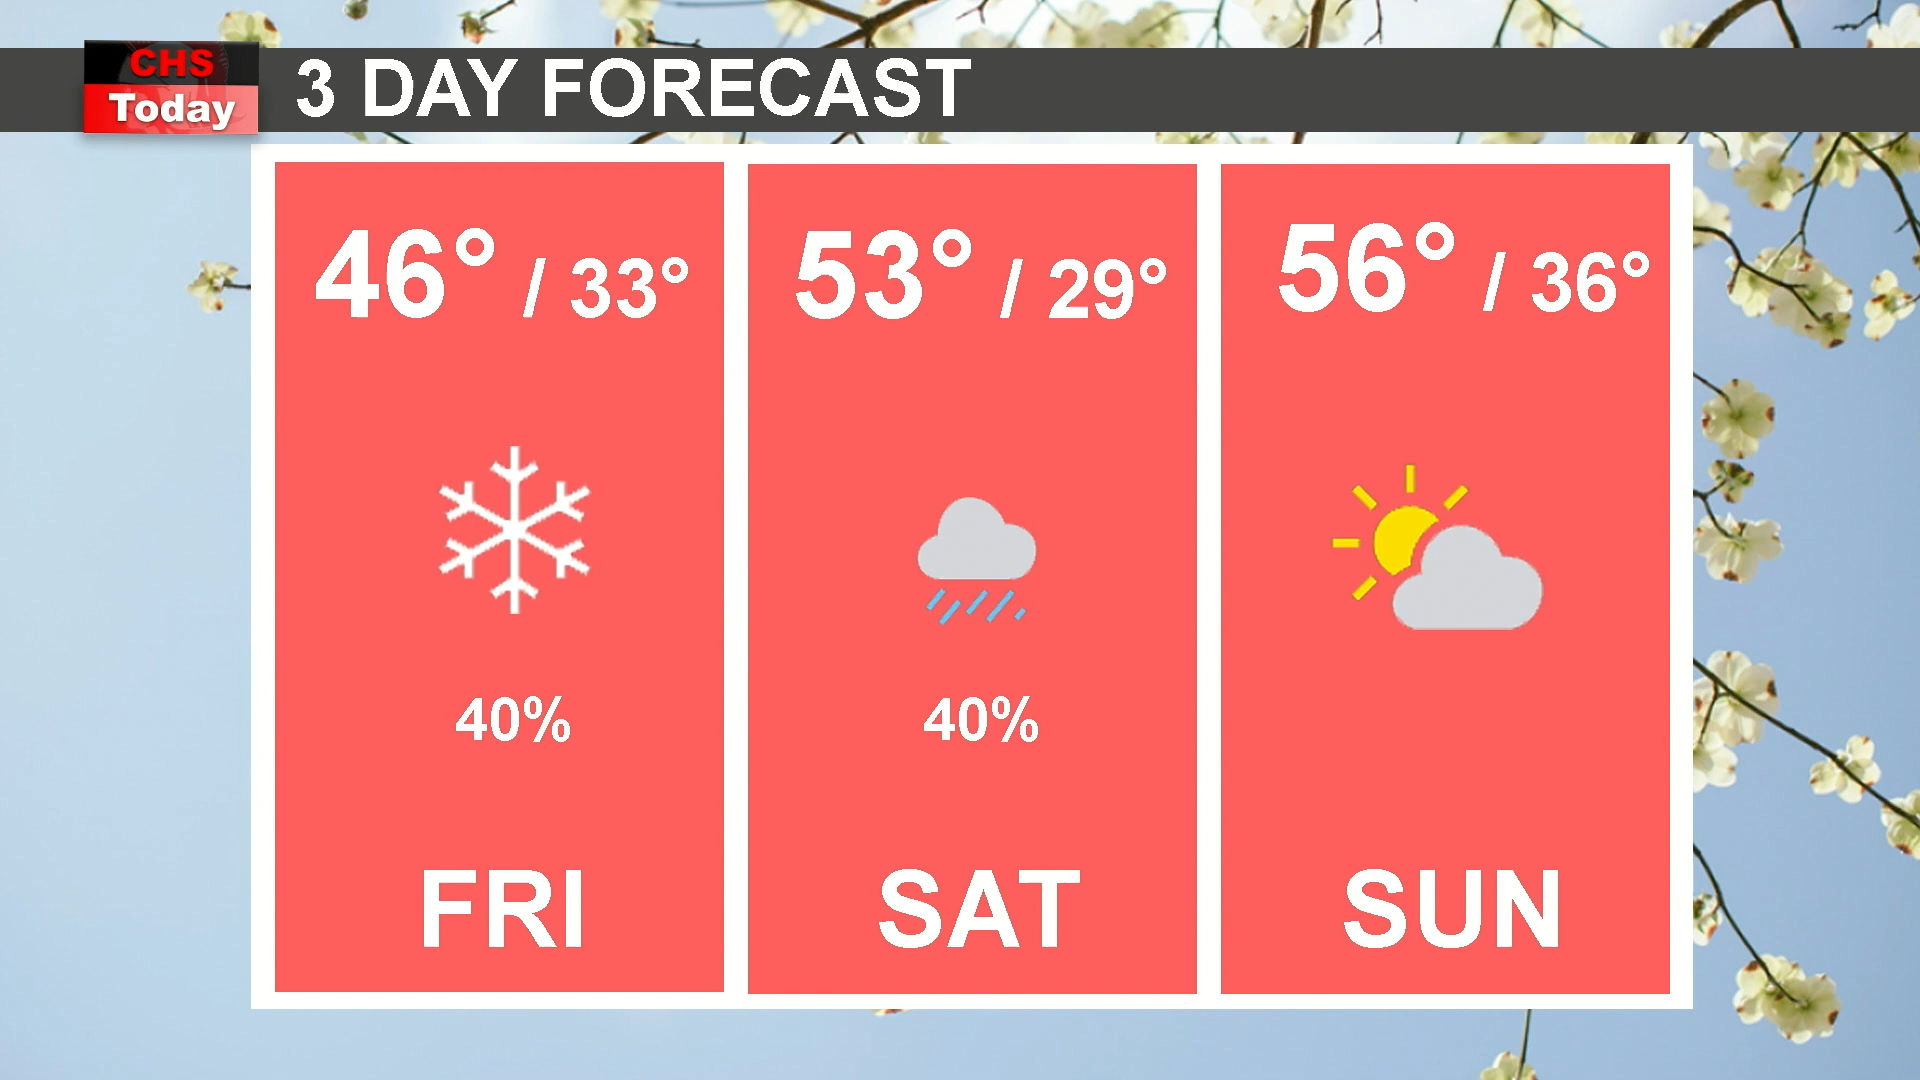 CHS
Today
3 DAY FORECAST
46° / 33°
40%
FRI
53° / 29°
40%
SAT
56° / 36°
SUN